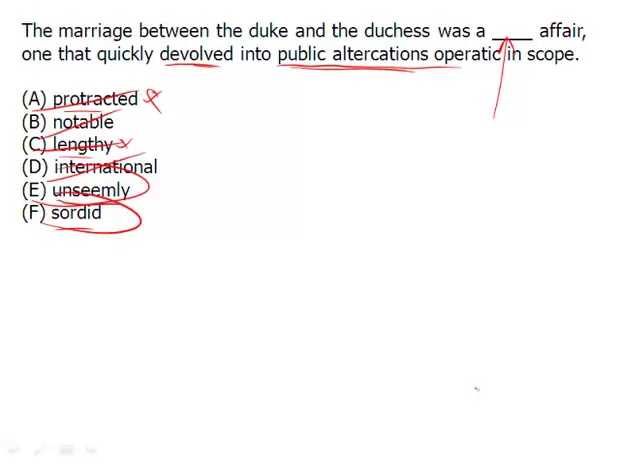 The marriage between the duke and the duchess was a ____ affair,
one that quickly devolved into public altercations operatic in scope.
(A) protracted
(B) notable
(C) lengthy
(D) international
(E) unseemly
(F) sordid